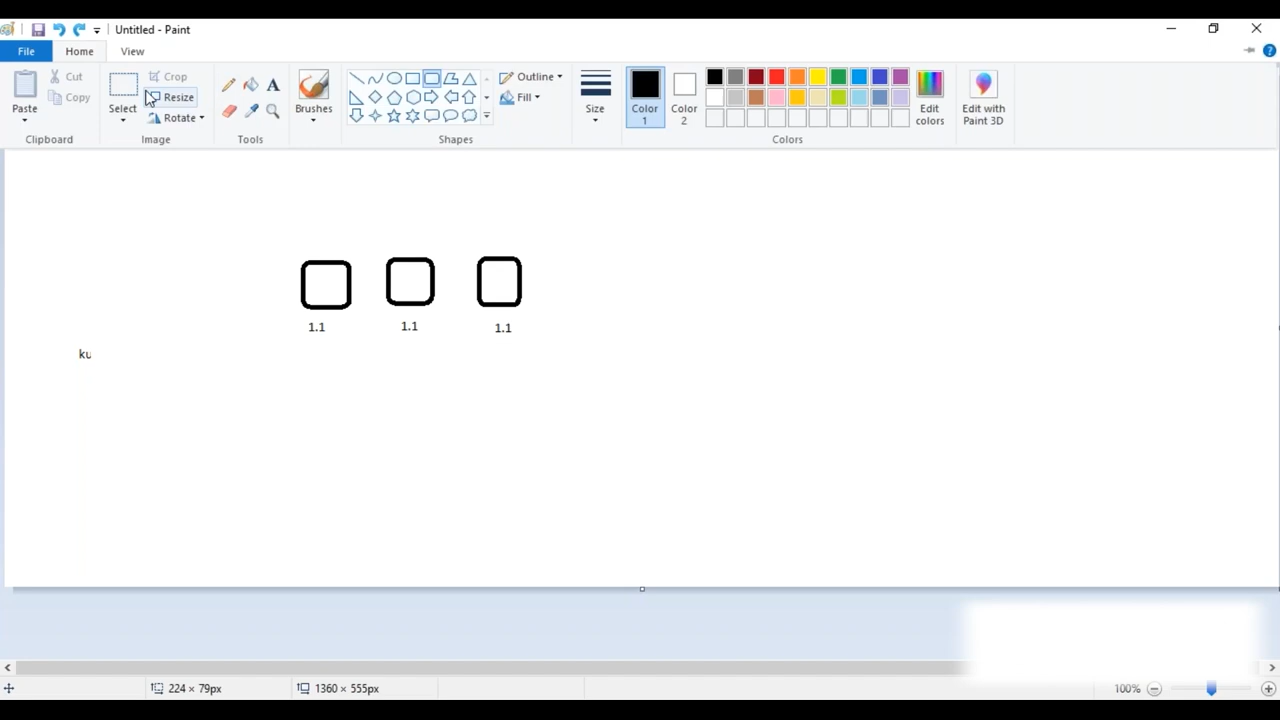 Untitled - Paint
File Home View
Paste
Cut
Copy
Clipboard
Select
Crop
Resize
Rotate
Image
A
Tools
Brushes
Outline
Fill
Shapes
Size
Color 1
Color 2
Edit colors
Colors
Edit with Paint 3D
1.1 1.1 1.1
ku
224 × 79px 1360 × 555px 100%